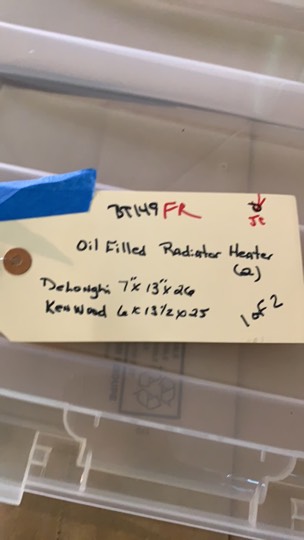 BT149 FR
Jt
Oil Filled Radiator Heater
(2)
DeLonghi 7" x 13" x 26
Kenwood 6 x 13 1/2 x 25
1 of 2